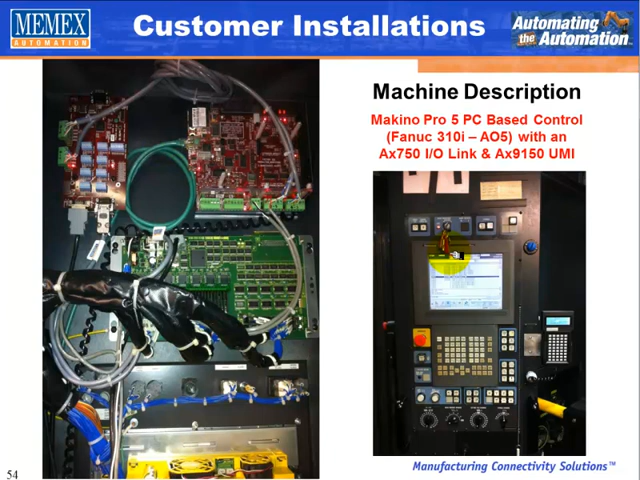 MEMEX
AUTOMATION
Customer Installations
Automating
the Automation
Machine Description
Makino Pro 5 PC Based Control
(Fanuc 310i – AO5) with an
Ax750 I/O Link & Ax9150 UMI
Manufacturing Connectivity Solutions™
54